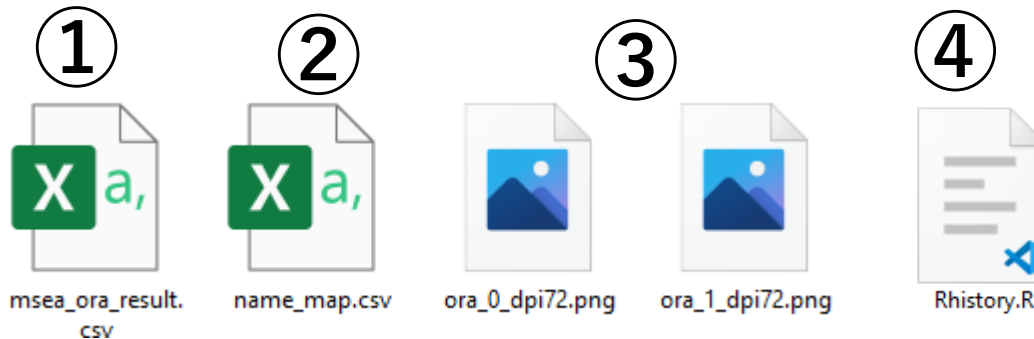 ① ② ③ ④
X a, X a,
msea_ora_result.
csv
name_map.csv
ora_0_dpi72.png
ora_1_dpi72.png
Rhistory.R